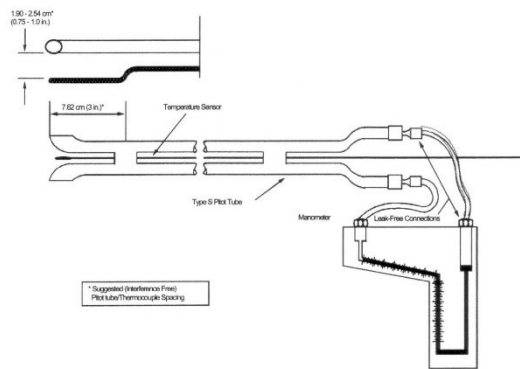 1.90 - 2.54 cm*
(0.75 - 1.0 in.)
7.62 cm (3 in.)*
Temperature Sensor
Type S Pitot Tube
Manometer
Leak-Free Connections
* Suggested (Interference Free)
Pitot tube/Thermocouple Spacing